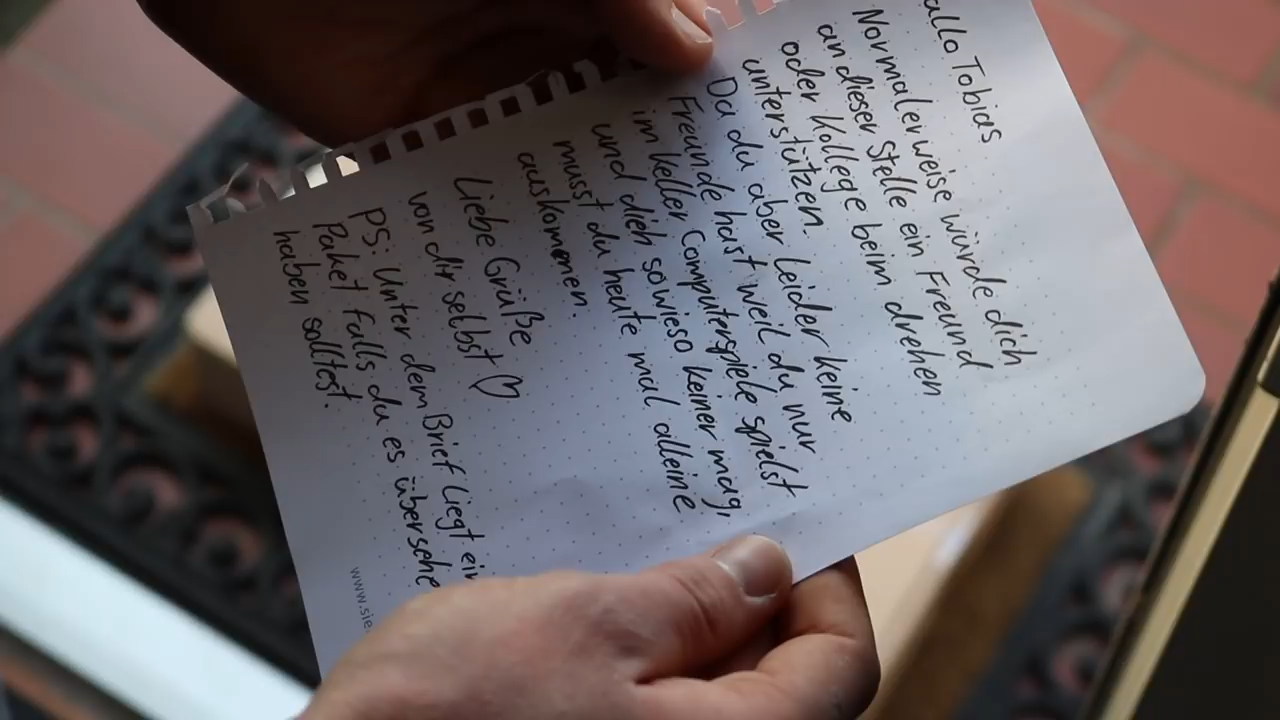 allo Tobias
Normalerweise würde dich
an dieser Stelle ein Freund
oder Kollege beim drehen
unterstützen.
Da du aber leider keine
Freunde hast weil du nur
im Keller Computerspiele spielst
und dich sowieso keiner mag,
musst du heute mal alleine
auskommen
Liebe Grüße
von dir selbst ♡
PS: Unter dem Brief liegt ein
Paket falls du es übersehe
haben solltest.
www.sie